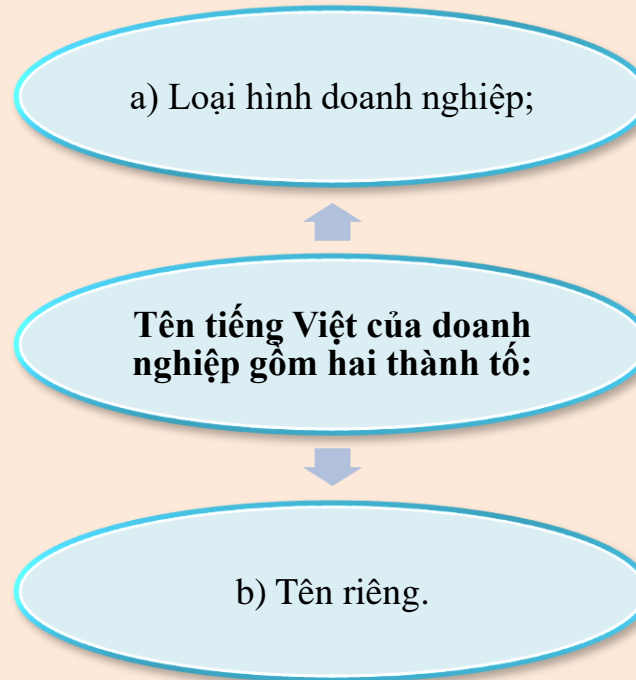 a) Loại hình doanh nghiệp;
Tên tiếng Việt của doanh
nghiệp gồm hai thành tố:
b) Tên riêng.